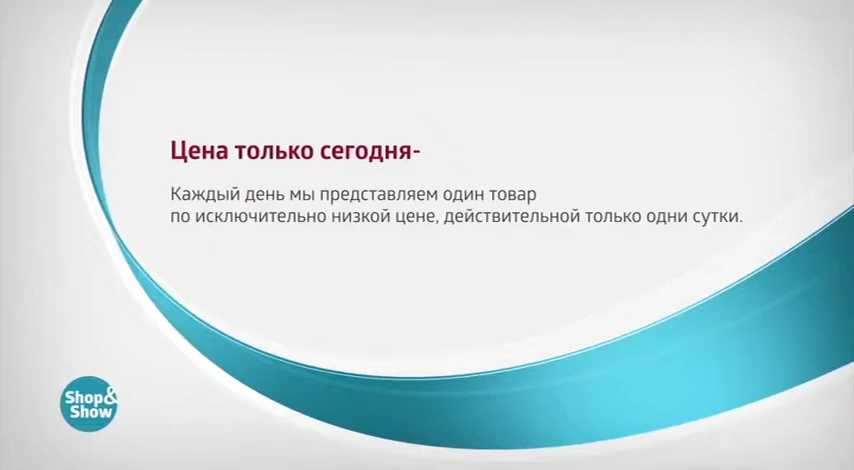 Цена только сегодня-
Каждый день мы представляем один товар
по исключительно низкой цене, действительной только одни сутки.
Shop&
Show